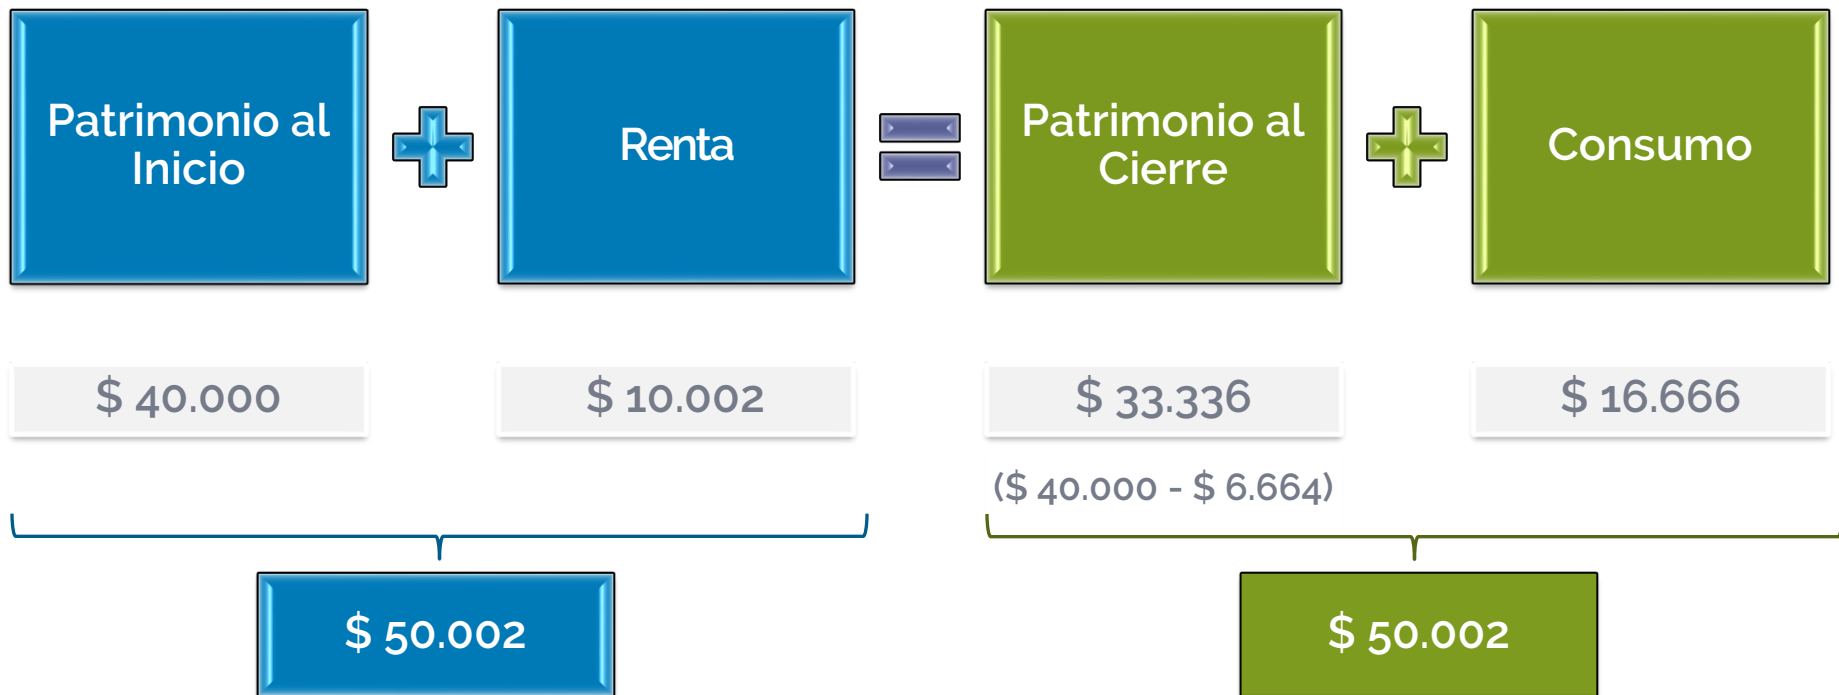 Patrimonio al
Inicio
Renta
Patrimonio al
Cierre
Consumo
$ 40.000
$ 10.002
$ 33.336
$ 16.666
($ 40.000 - $ 6.664)
$ 50.002
$ 50.002